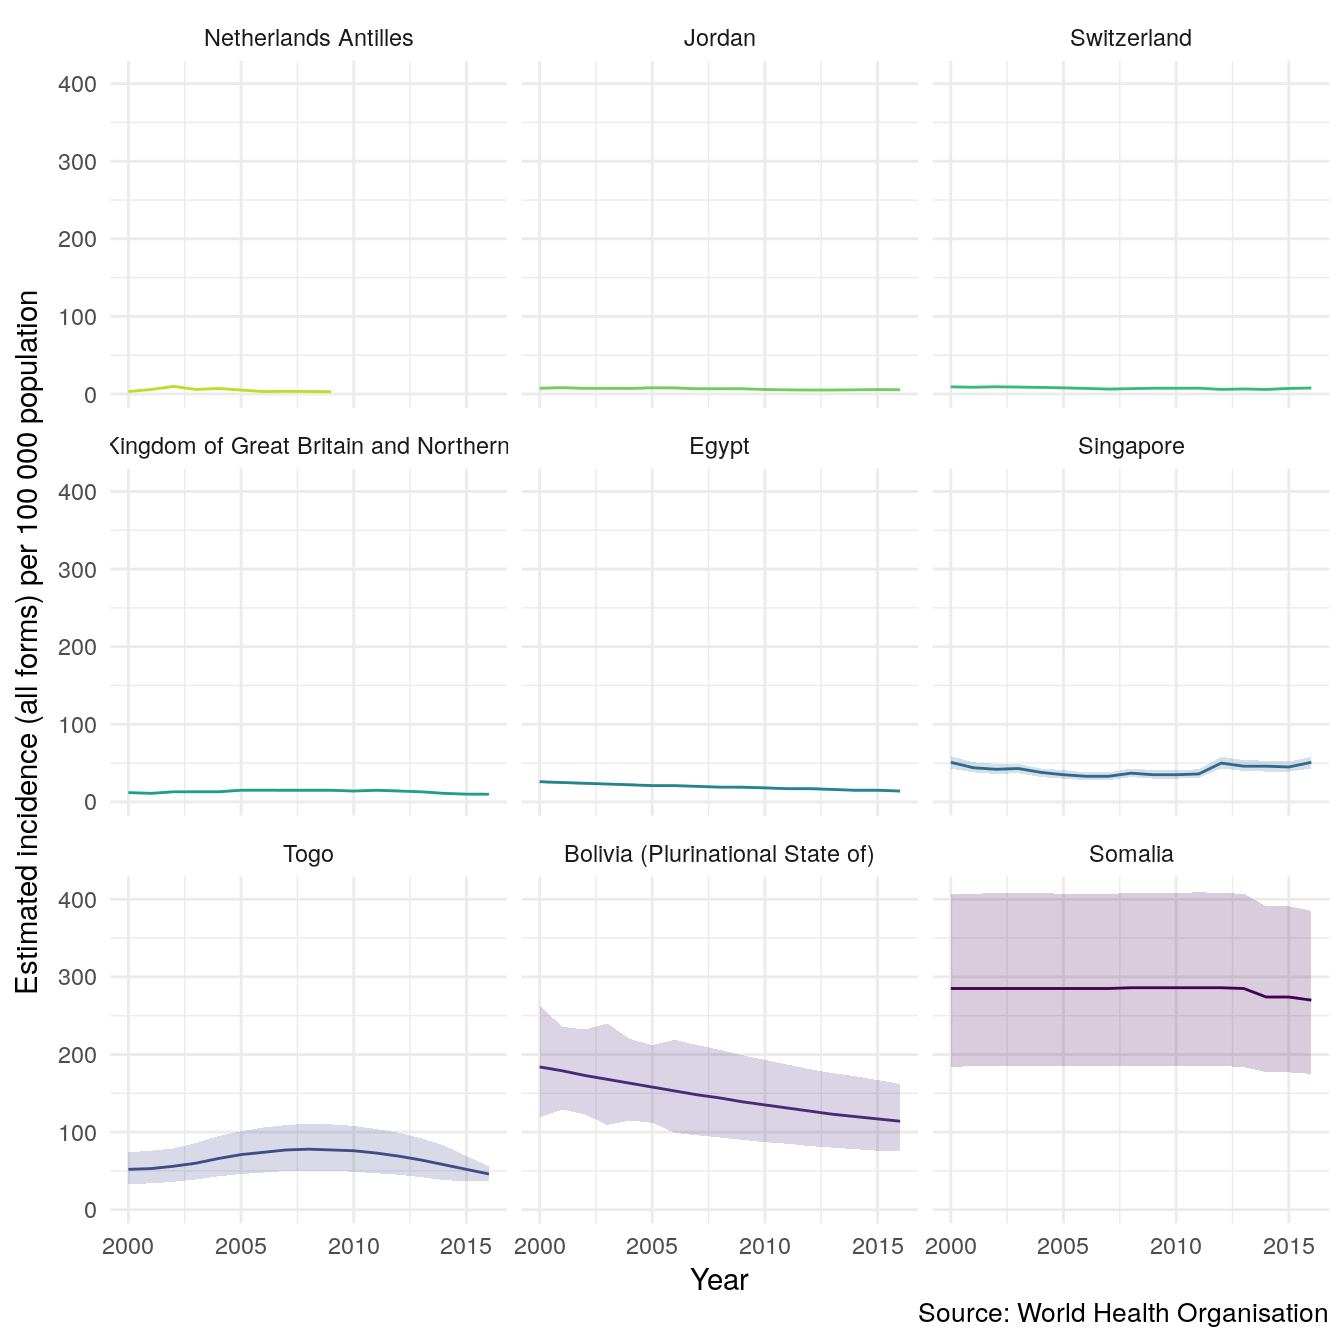 Netherlands Antilles
Jordan
Switzerland
400
300
200
100
0
Kingdom of Great Britain and Northern
Egypt
Singapore
400
300
200
100
0
Togo
Bolivia (Plurinational State of)
Somalia
400
300
200
100
0
2000 2005 2010 2015
2000 2005 2010 2015
2000 2005 2010 2015
Estimated incidence (all forms) per 100 000 population
Year
Source: World Health Organisation